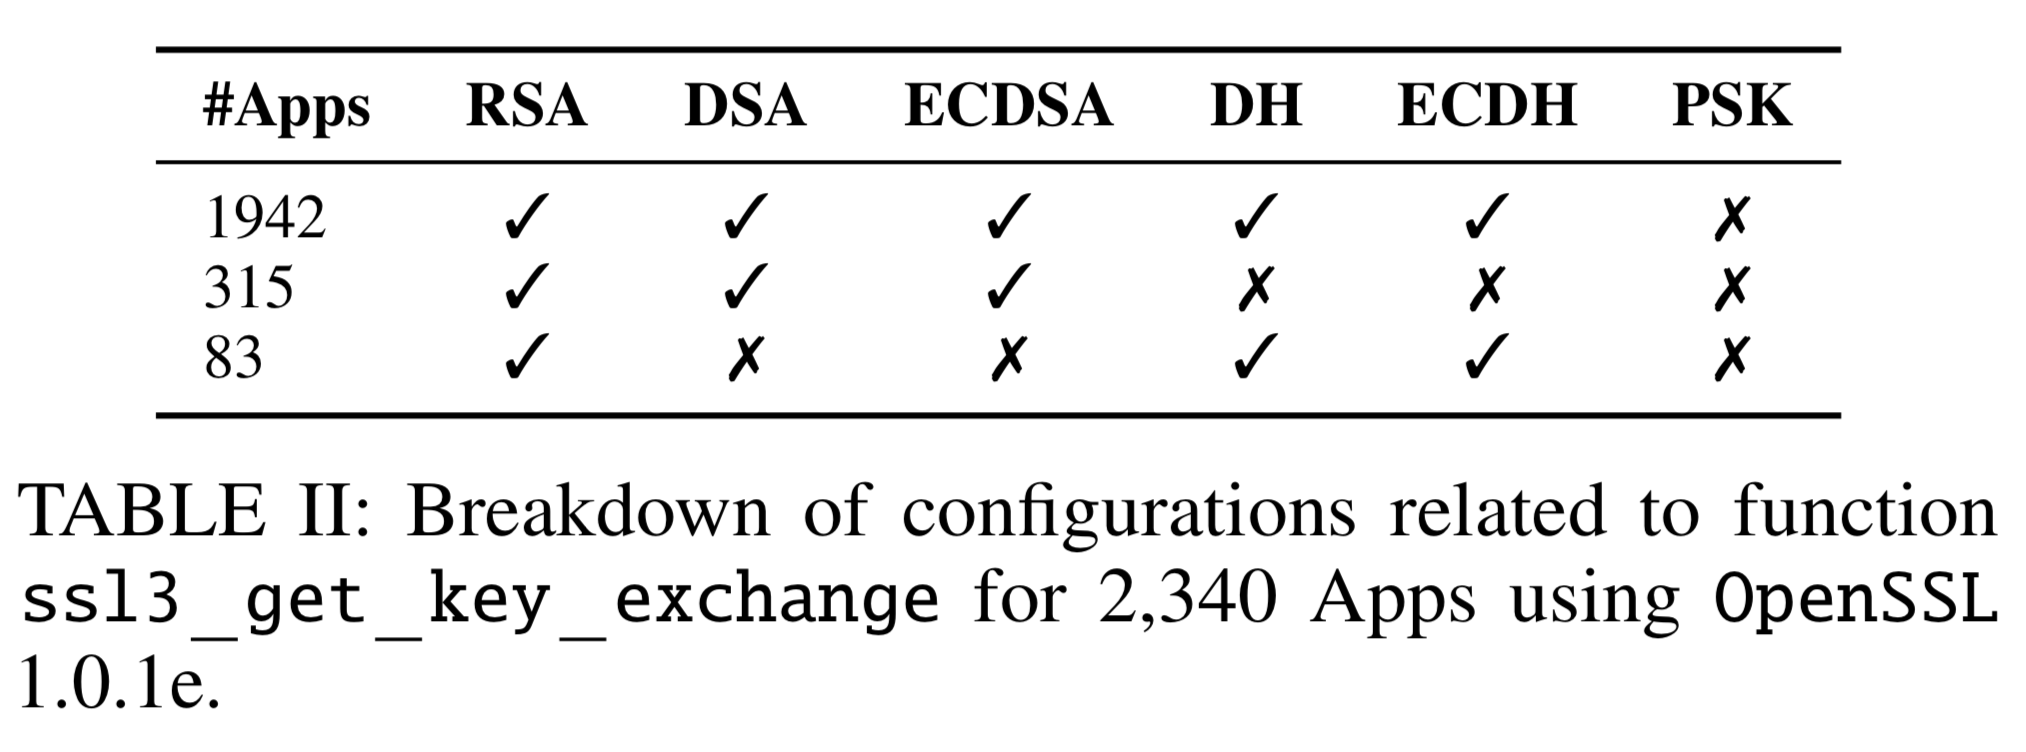 #Apps RSA DSA ECDSA DH ECDH PSK
1942 ✓ ✓ ✓ ✓ ✓ ✗
315 ✓ ✓ ✓ ✗ ✗ ✗
83 ✓ ✗ ✗ ✓ ✓ ✗
TABLE II: Breakdown of configurations related to function
ssl3_get_key_exchange for 2,340 Apps using OpenSSL
1.0.1e.